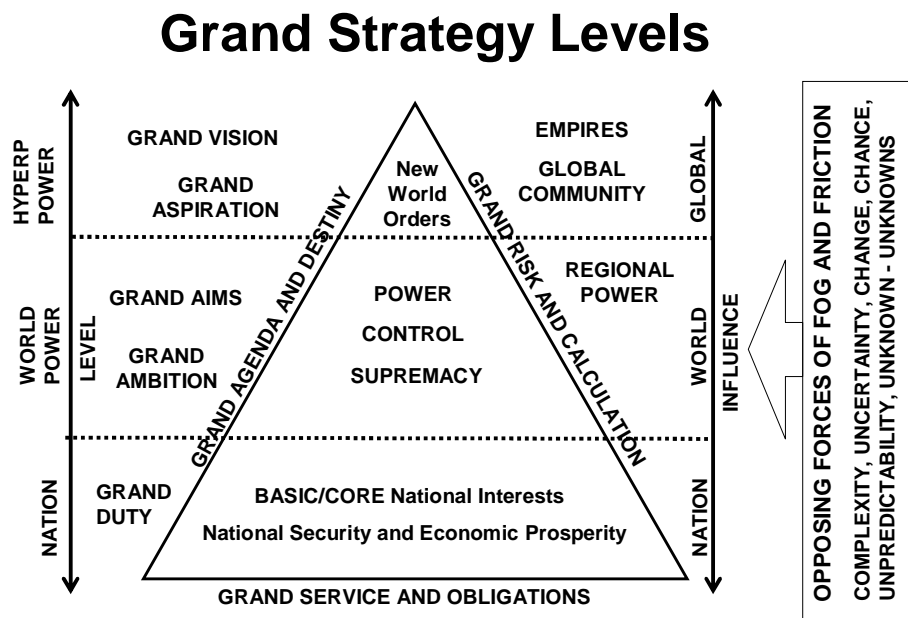 Grand Strategy Levels
HYPERP
POWER
GRAND VISION
GRAND
ASPIRATION
New
World
Orders
EMPIRES
GLOBAL
COMMUNITY
GLOBAL
WORLD
POWER
LEVEL
GRAND AIMS
GRAND
AMBITION
GRAND AGENDA AND DESTINY
POWER
CONTROL
SUPREMACY
GRAND RISK AND CALCULATION
REGIONAL
POWER
WORLD
INFLUENCE
NATION
GRAND
DUTY
BASIC/CORE National Interests
National Security and Economic Prosperity
NATION
GRAND SERVICE AND OBLIGATIONS
OPPOSING FORCES OF FOG AND FRICTION
COMPLEXITY, UNCERTAINTY, CHANGE, CHANCE,
UNPREDICTABILITY, UNKNOWN - UNKNOWNS